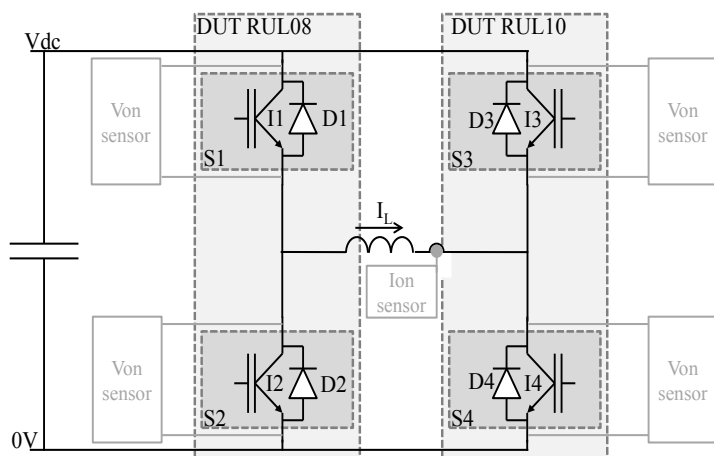 DUT RUL08
DUT RUL10
Vdc
Von
sensor
I1
D1
S1
D3
I3
S3
Von
sensor
I_L
Ion
sensor
Von
sensor
I2
D2
S2
D4
I4
S4
Von
sensor
0V